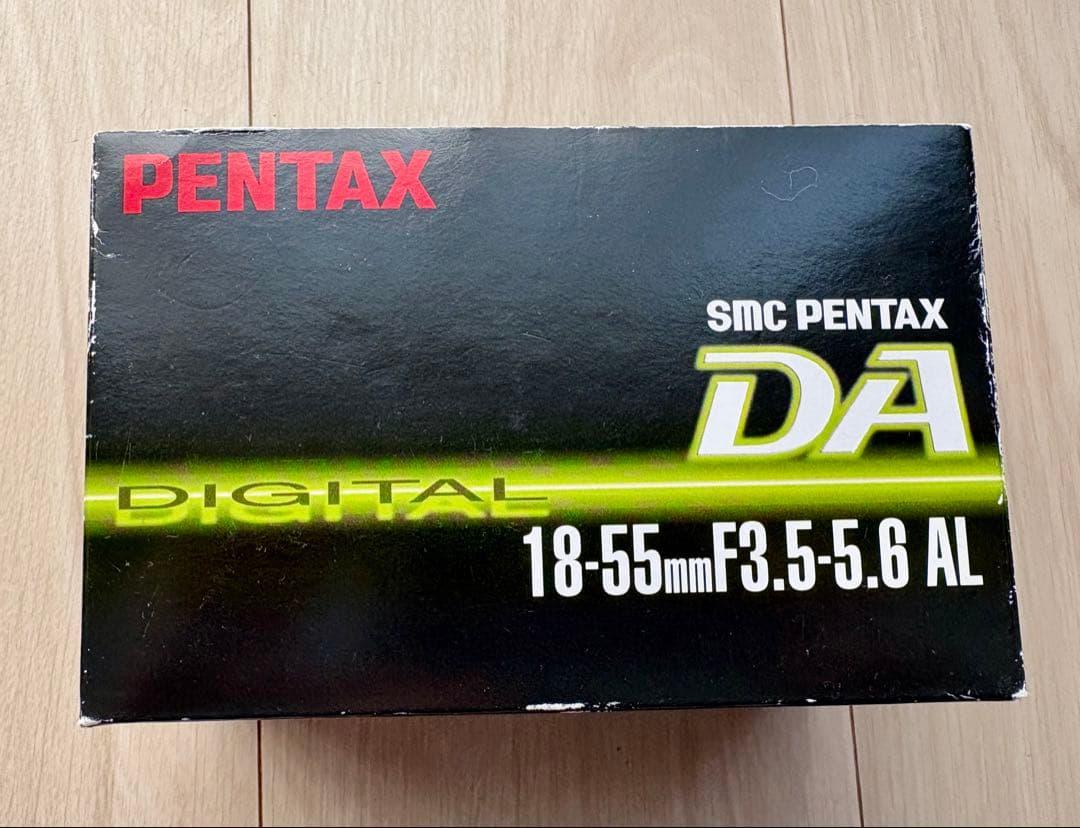 PENTAX
smc PENTAX
DA
DIGITAL
18-55mmF3.5-5.6 AL